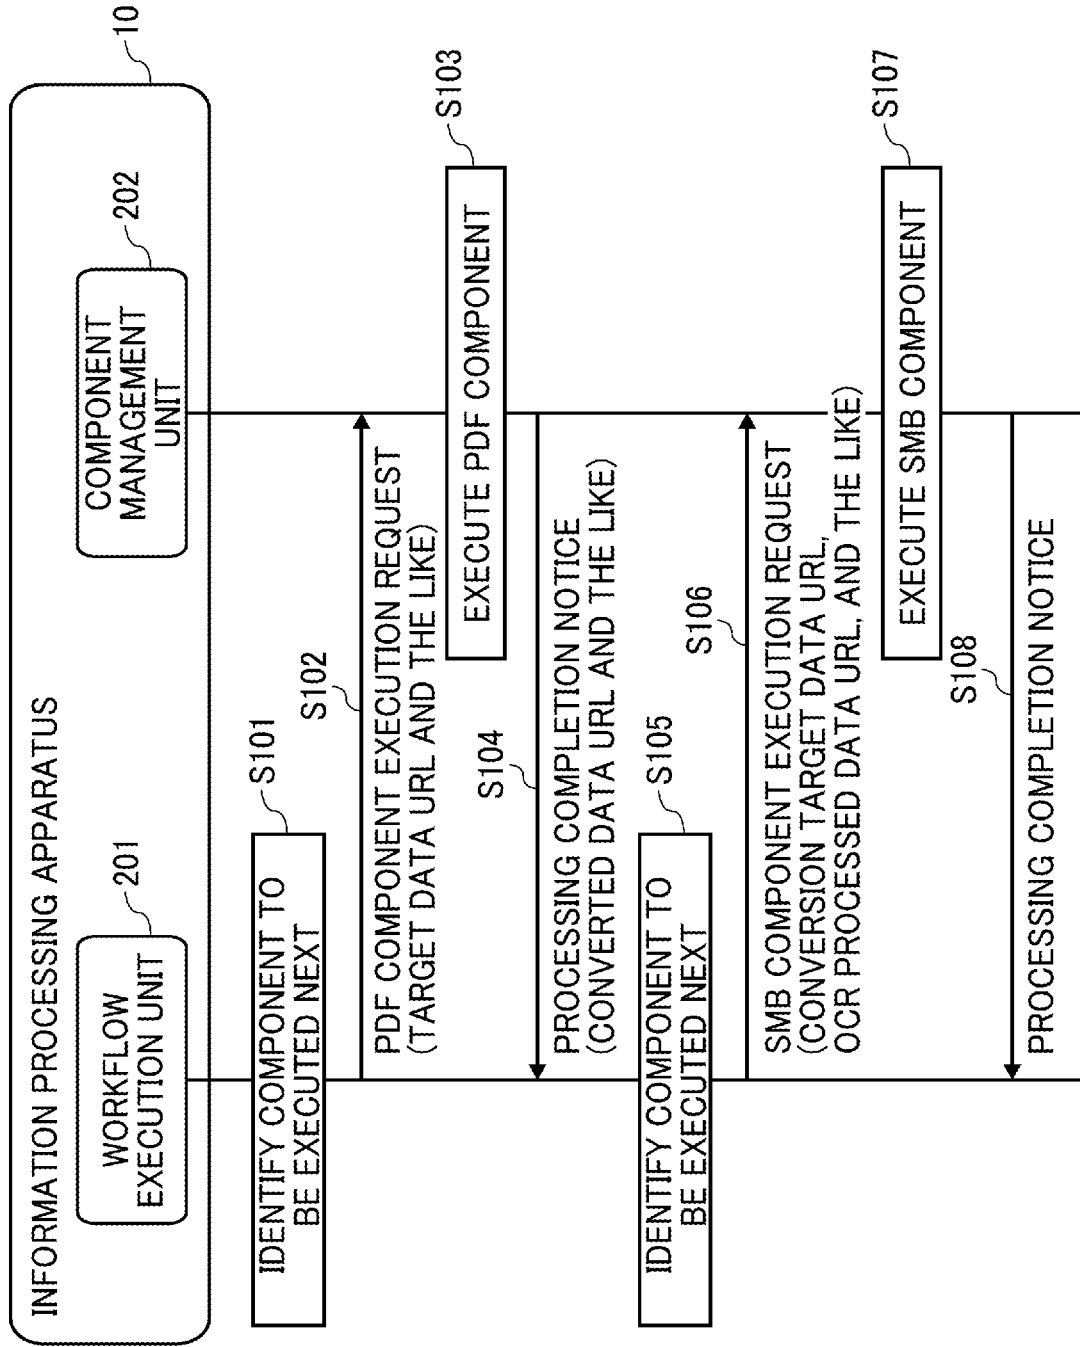 INFORMATION PROCESSING APPARATUS
10
WORKFLOW
EXECUTION UNIT
201
COMPONENT
MANAGEMENT
UNIT
202
IDENTIFY COMPONENT TO
BE EXECUTED NEXT
S101
S102
PDF COMPONENT EXECUTION REQUEST
(TARGET DATA URL AND THE LIKE)
EXECUTE PDF COMPONENT
S103
S104
PROCESSING COMPLETION NOTICE
(CONVERTED DATA URL AND THE LIKE)
IDENTIFY COMPONENT TO
BE EXECUTED NEXT
S105
S106
SMB COMPONENT EXECUTION REQUEST
(CONVERSION TARGET DATA URL,
OCR PROCESSED DATA URL, AND THE LIKE)
EXECUTE SMB COMPONENT
S107
S108
PROCESSING COMPLETION NOTICE